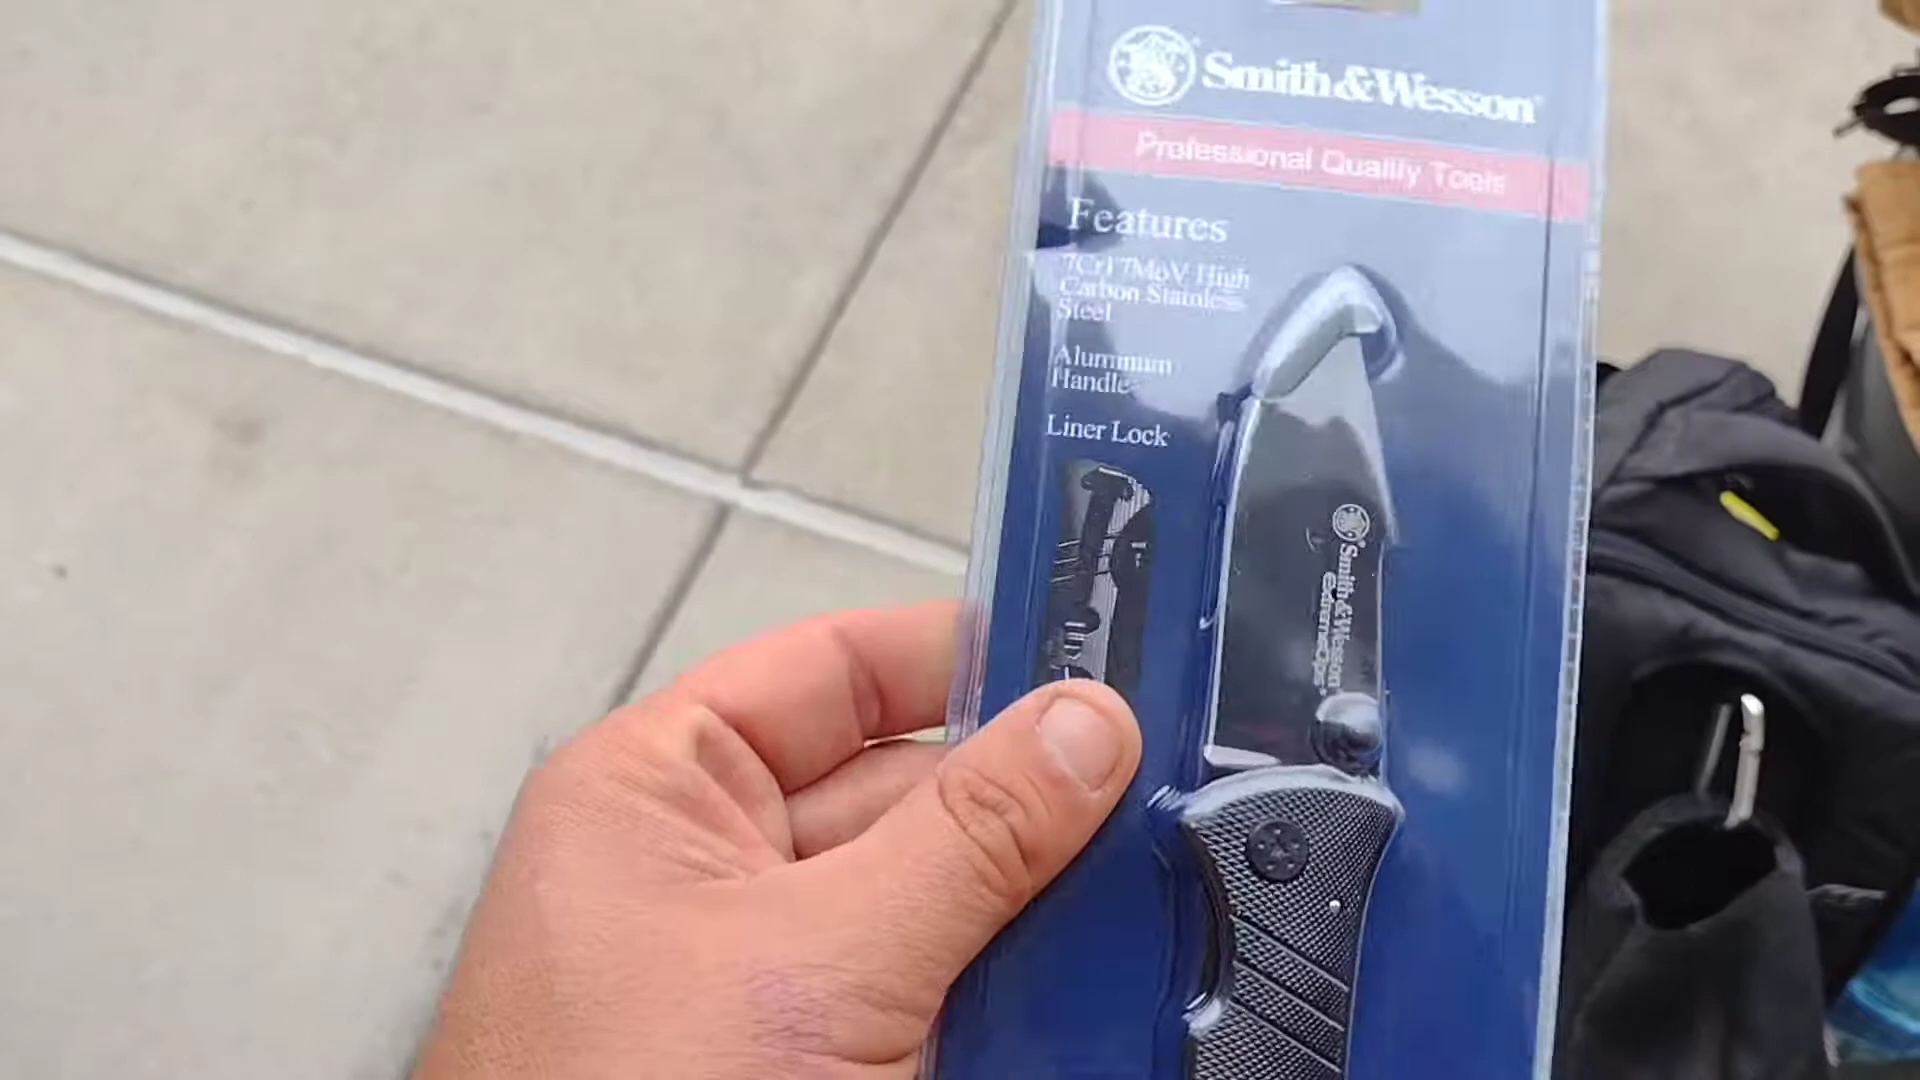 Smith & Wesson
Professional Quality Tools
Features
7Cr17MoV High
Carbon Stainless
Steel
Aluminum
Handle
Liner Lock
Smith & Wesson
ExtremeOps